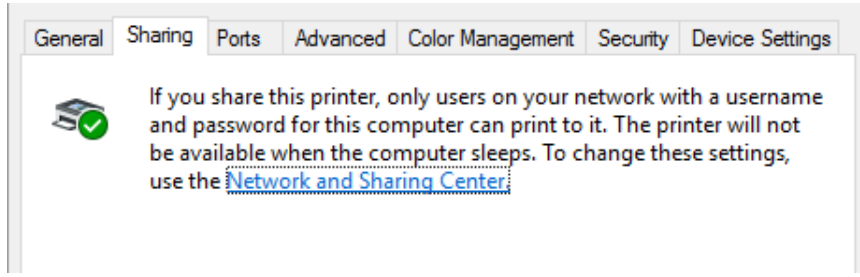 General Sharing Ports Advanced Color Management Security Device Settings
If you share this printer, only users on your network with a username
and password for this computer can print to it. The printer will not
be available when the computer sleeps. To change these settings,
use the Network and Sharing Center.